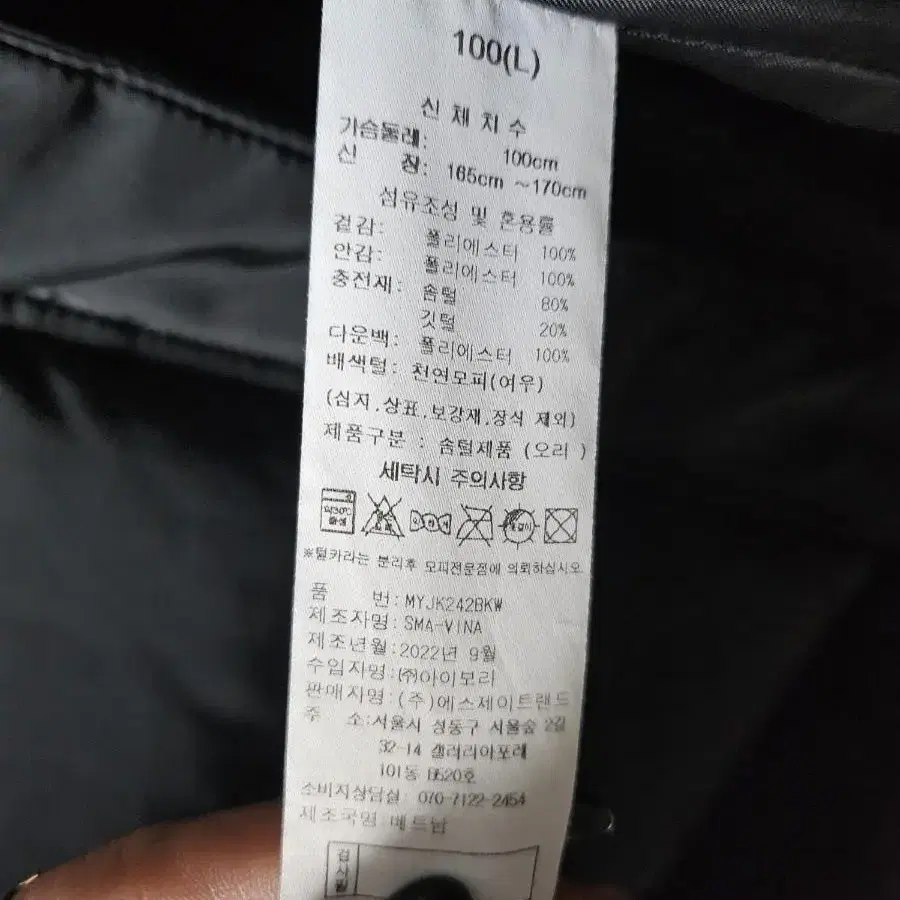 100(L)
신체치수
가슴둘레: 100cm
신 장: 165cm ~170cm
섬유조성 및 혼용률
겉감: 폴리에스터 100%
안감: 폴리에스터 100%
충전재: 솜털 80%
깃털 20%
다운백: 폴리에스터 100%
배색털: 천연모피(여우)
(심지.상표.보강재.장식 제외)
제품구분 : 솜털제품 (오리 )
세탁시 주의사항
약30℃
중성
※털카라는 분리후 모피전문점에 의뢰하십시오
품 번:MYJK242BKW
제조자명:SMA-VINA
제조년월:2022년 9월
수입자명:(주)아이보리
판매자명:(주)에스제이트랜드
주 소:서울시 성동구 서울숲 2길
32-14 갤러리아포레
101동 B520호
소비지상담실: 070-7122-2454
제조국명 베트남
검사필